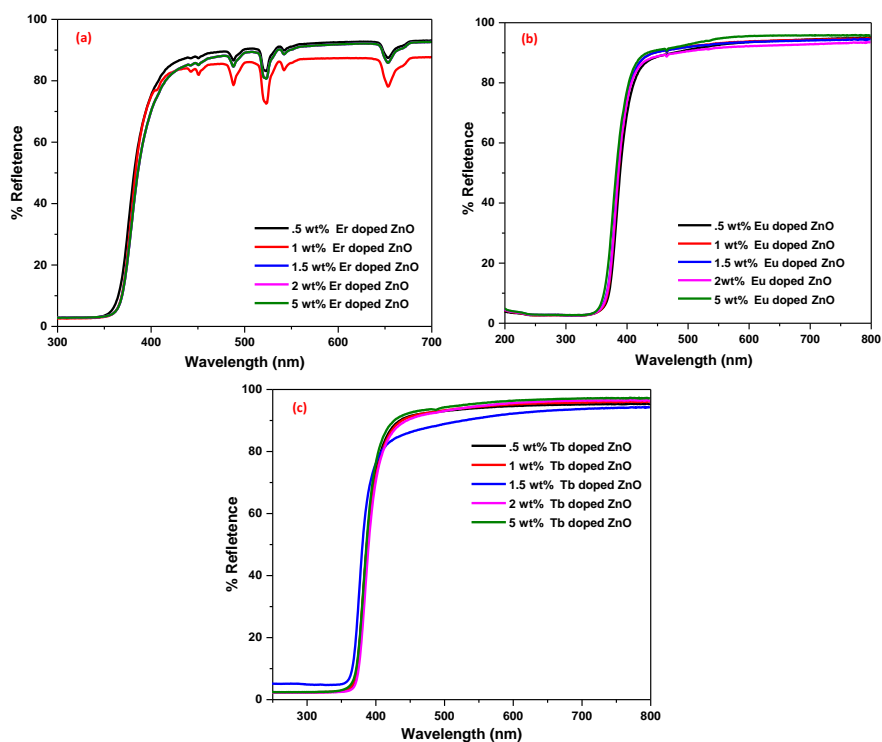 (a)
% Refletence
100
80
60
40
20
0
.5 wt%  Er doped ZnO
1 wt%  Er doped ZnO
1.5 wt% Er doped ZnO
2 wt% Er doped ZnO
5 wt% Er doped ZnO
300 400 500 600 700
Wavelength (nm)
(b)
% Refletence
100
80
60
40
20
0
.5 wt% Eu doped ZnO
1 wt%  Eu doped ZnO
1.5 wt% Eu doped ZnO
2wt%  Eu doped ZnO
5 wt%  Eu doped ZnO
200 300 400 500 600 700 800
Wavelength (nm)
(c)
% Refletence
100
80
60
40
20
0
.5 wt% Tb doped ZnO
1 wt%  Tb doped ZnO
1.5 wt%  Tb doped ZnO
2 wt%  Tb doped ZnO
5 wt%  Tb doped ZnO
300 400 500 600 700 800
Wavelength (nm)